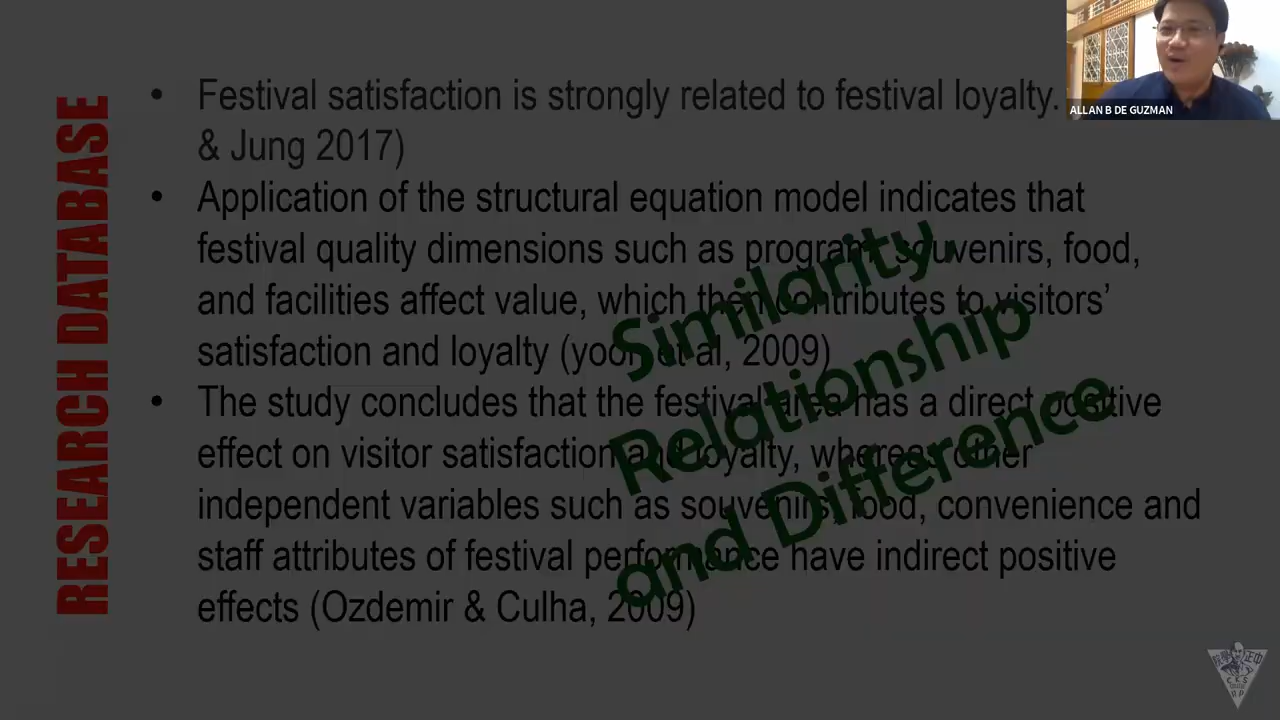 ALLAN B DE GUZMAN
RESEARCH DATABASE
• Festival satisfaction is strongly related to festival loyalty.
& Jung 2017)
• Application of the structural equation model indicates that
festival quality dimensions such as program, souvenirs, food,
and facilities affect value, which then contributes to visitors’
satisfaction and loyalty (yoon et al, 2009)
• The study concludes that the festival area has a direct positive
effect on visitor satisfaction and loyalty, whereas other
independent variables such as souvenirs, food, convenience and
staff attributes of festival performance have indirect positive
effects (Ozdemir & Culha, 2009)
Similarity,
Relationship
and Difference